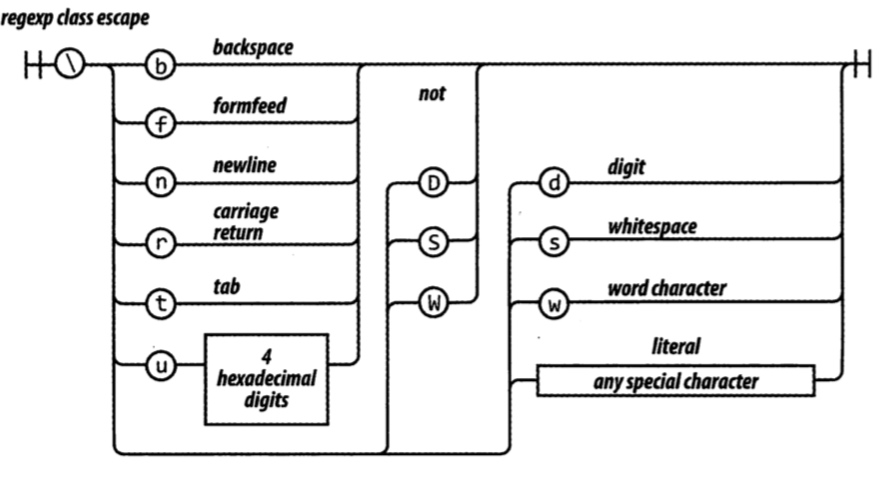 regexp class escape
\
b backspace
f formfeed
n newline
r carriage
return
t tab
u 4
hexadecimal
digits
not
D
S
W
d digit
s whitespace
w word character
literal
any special character